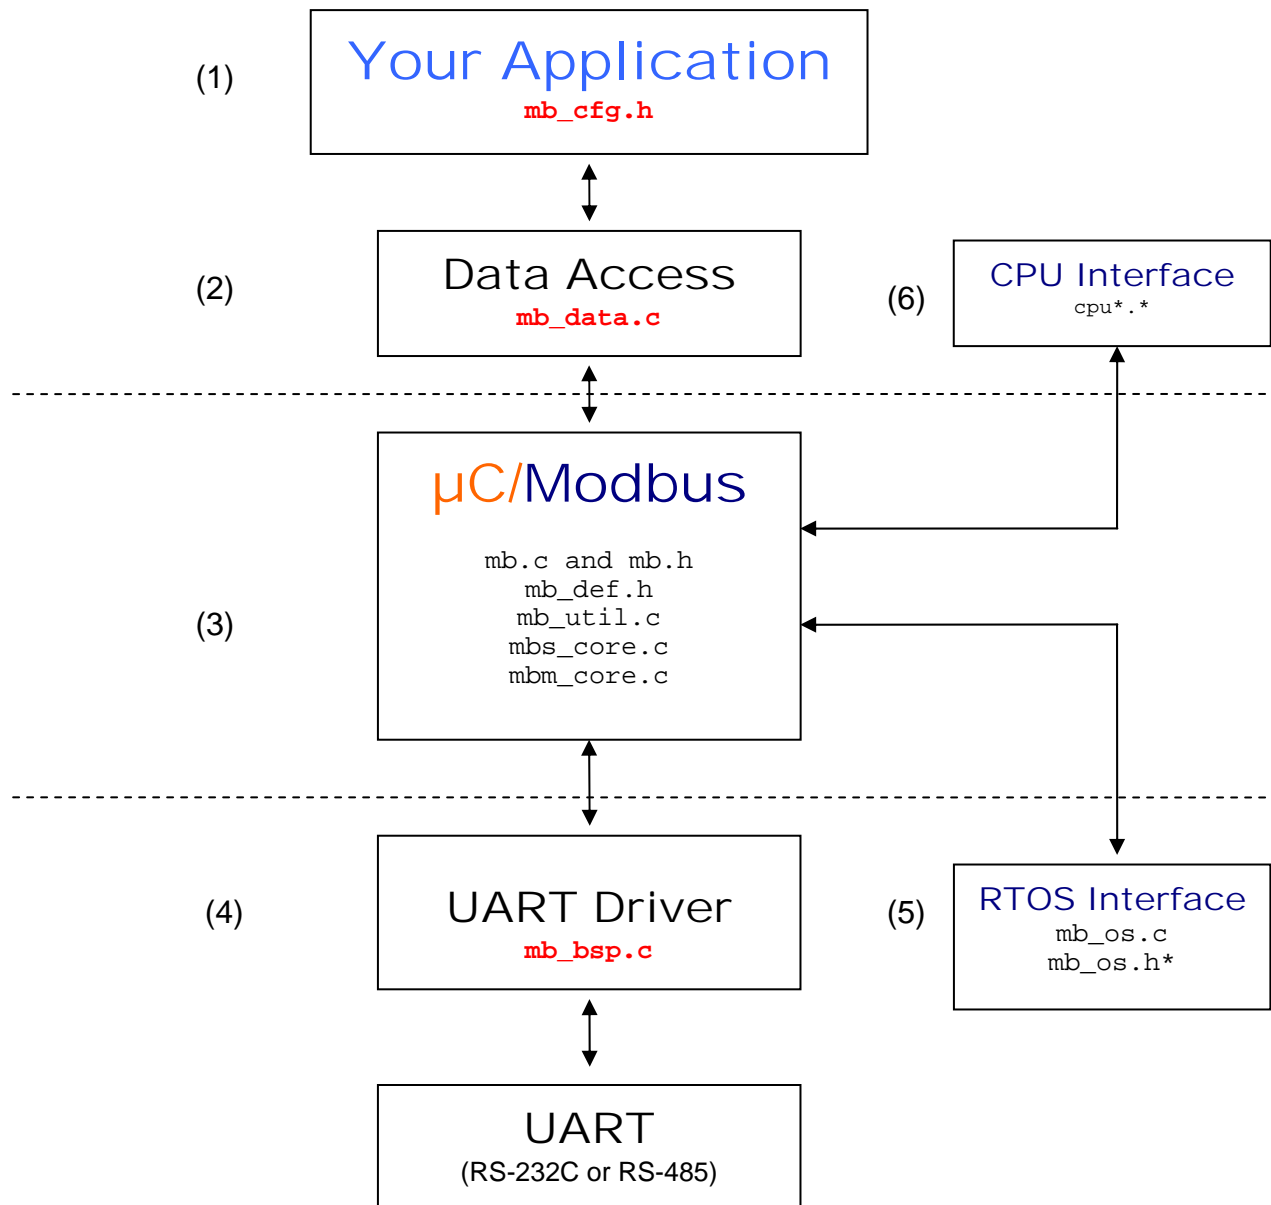 (1)
Your Application
mb_cfg.h
(2)
Data Access
mb_data.c
(6)
CPU Interface
cpu*.*
(3)
µC/Modbus
mb.c and mb.h
mb_def.h
mb_util.c
mbs_core.c
mbm_core.c
(4)
UART Driver
mb_bsp.c
(5)
RTOS Interface
mb_os.c
mb_os.h*
UART
(RS-232C or RS-485)